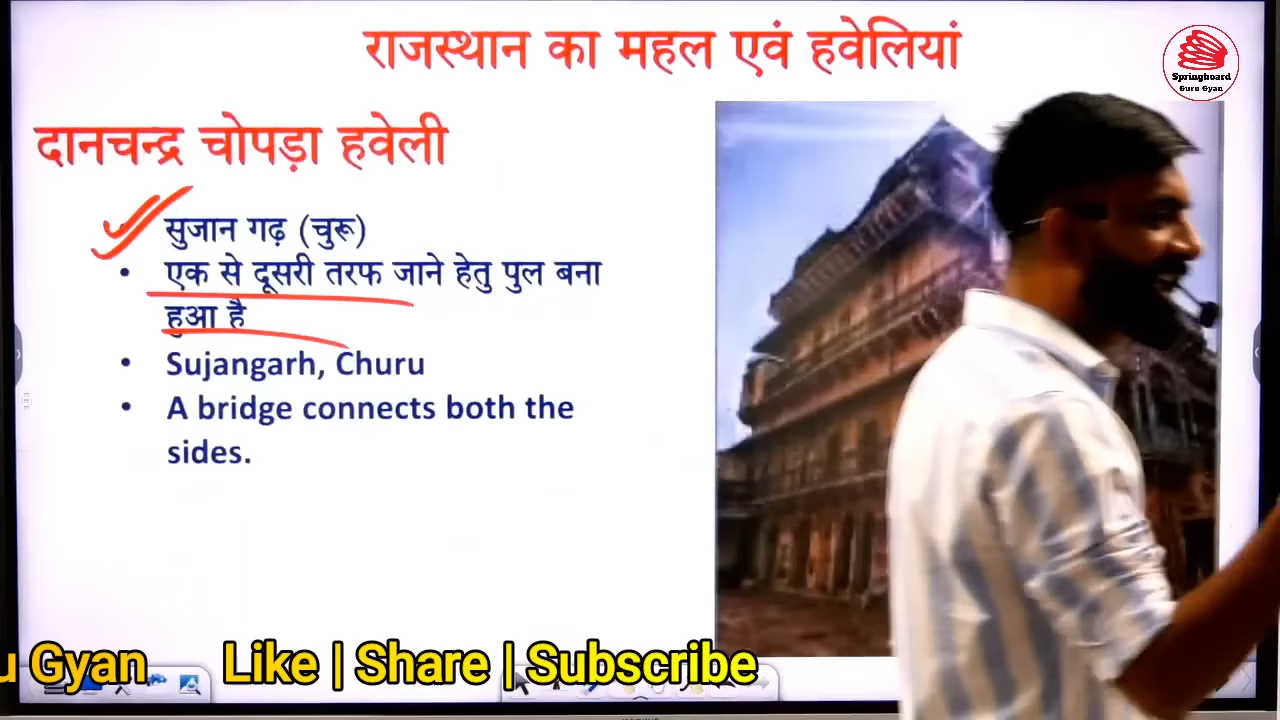 राजस्थान का महल एवं हवेलियां
Springboard
Guru Gyan
दानचन्द्र चोपड़ा हवेली
सुजान गढ़ (चुरू)
• एक से दूसरी तरफ जाने हेतु पुल बना
हुआ है
• Sujangarh, Churu
• A bridge connects both the
sides.
u Gyan Like | Share | Subscribe